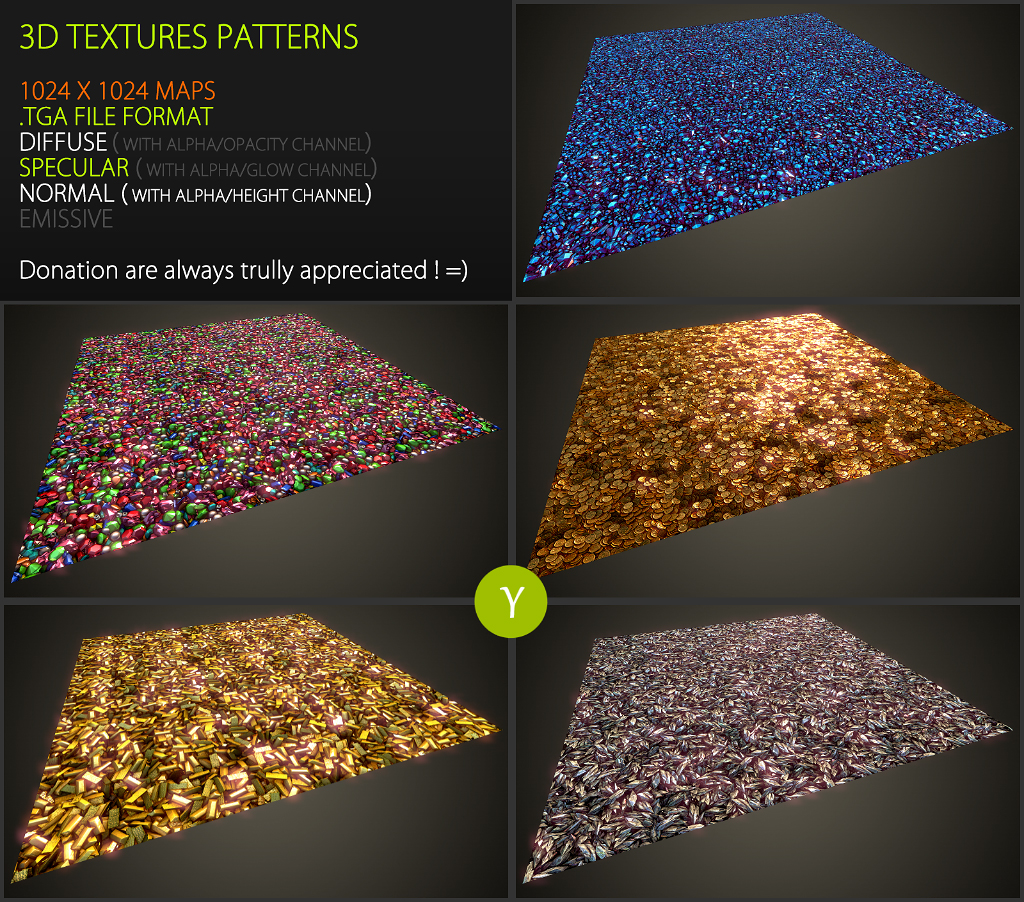 3D TEXTURES PATTERNS
1024 X 1024 MAPS
.TGA FILE FORMAT
DIFFUSE ( WITH ALPHA/OPACITY CHANNEL)
SPECULAR ( WITH ALPHA/GLOW CHANNEL)
NORMAL ( WITH ALPHA/HEIGHT CHANNEL)
EMISSIVE
Donation are always trully appreciated ! =)
Y